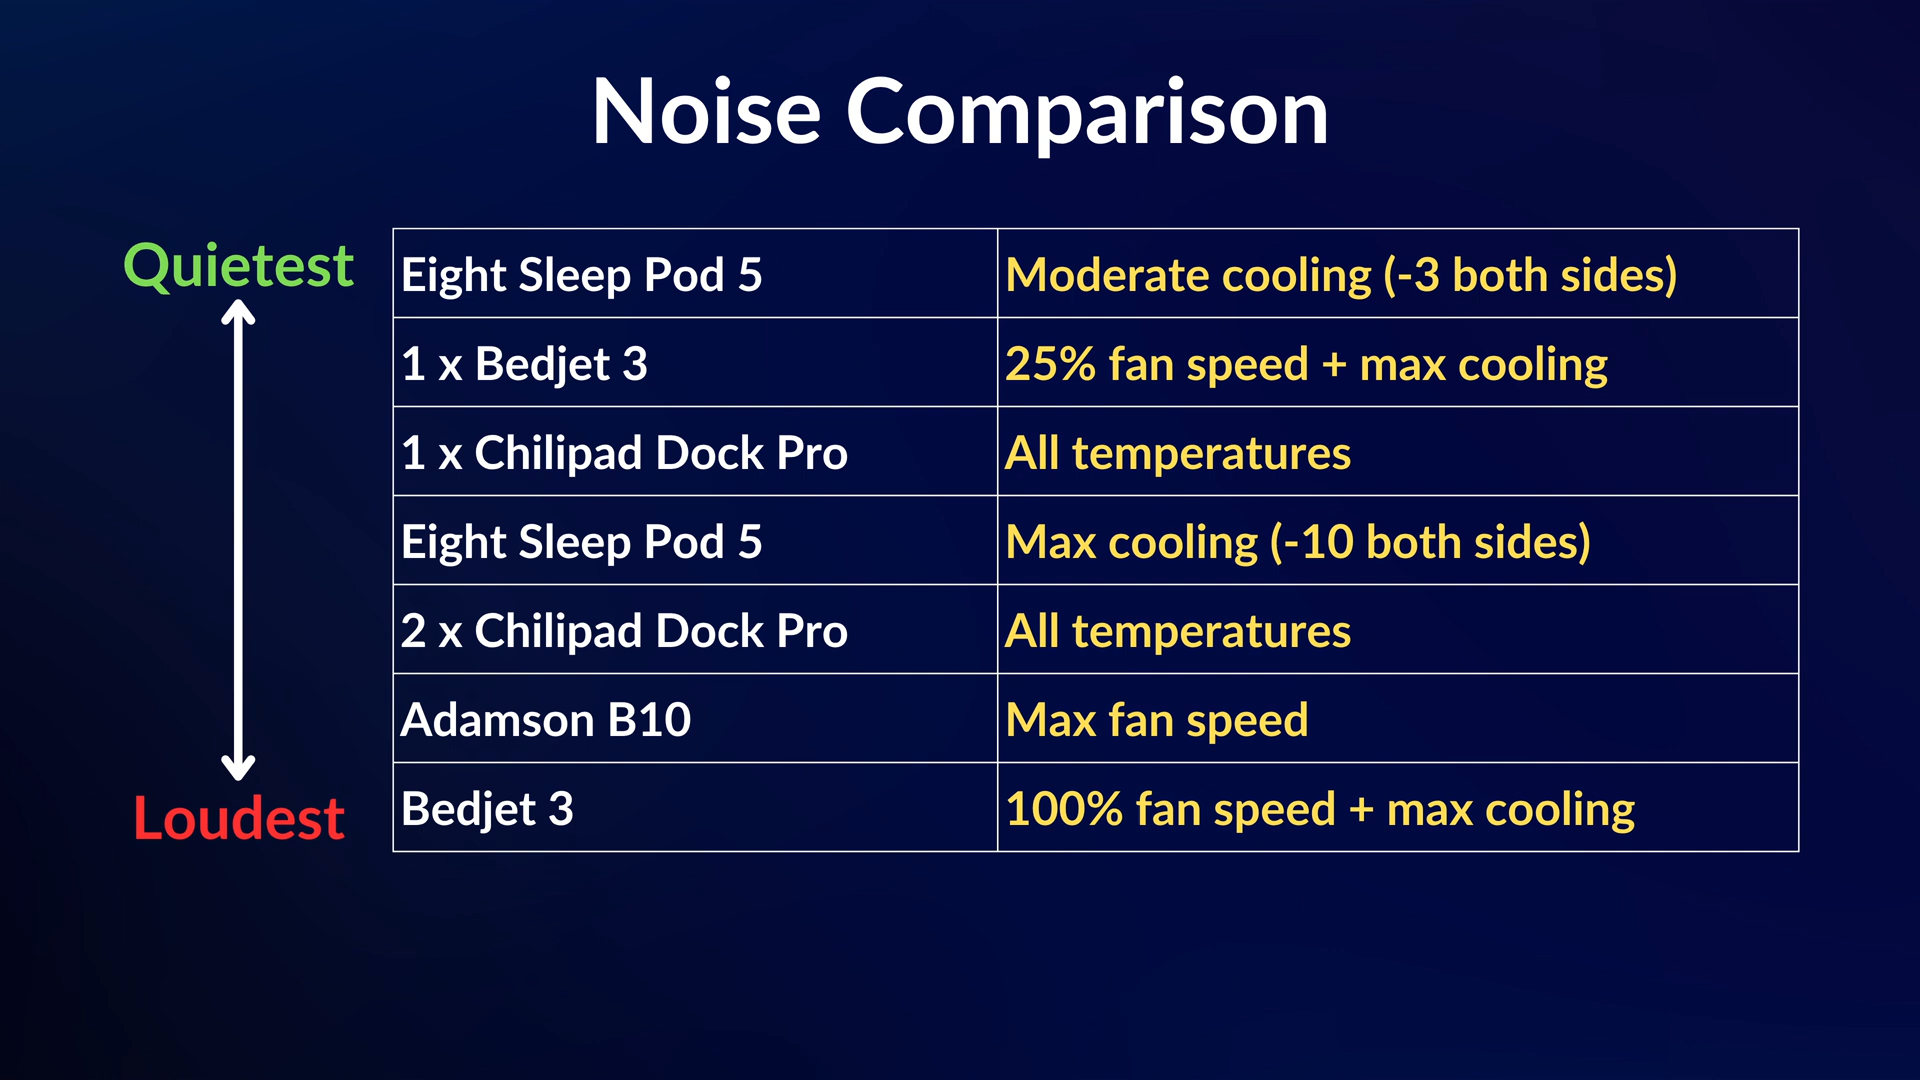 Noise Comparison
Quietest
Eight Sleep Pod 5 Moderate cooling (-3 both sides)
1 x Bedjet 3 25% fan speed + max cooling
1 x Chilipad Dock Pro All temperatures
Eight Sleep Pod 5 Max cooling (-10 both sides)
2 x Chilipad Dock Pro All temperatures
Adamson B10 Max fan speed
Bedjet 3 100% fan speed + max cooling
Loudest